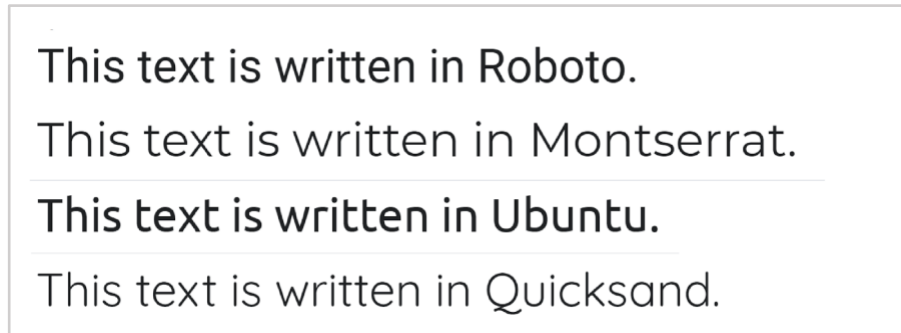 This text is written in Roboto.
This text is written in Montserrat.
This text is written in Ubuntu.
This text is written in Quicksand.